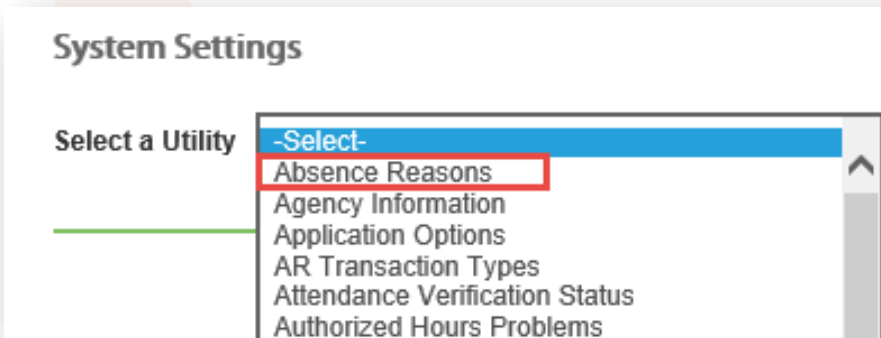 System Settings
Select a Utility -Select-
Absence Reasons
Agency Information
Application Options
AR Transaction Types
Attendance Verification Status
Authorized Hours Problems